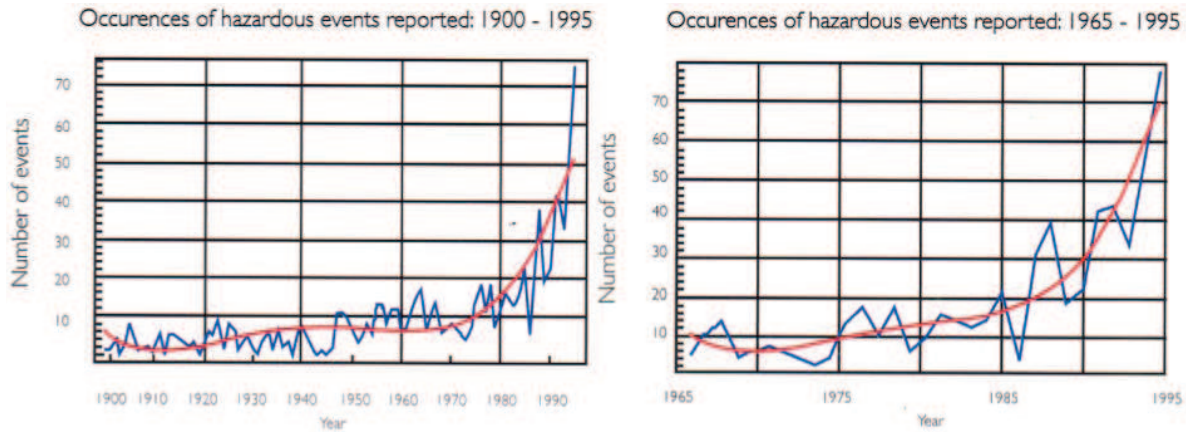 Occurences of hazardous events reported: 1900 - 1995
Number of events
70
60
50
40
30
20
10
1900 1910 1920 1930 1940 1950 1960 1970 1980 1990
Year
Occurences of hazardous events reported: 1965 - 1995
Number of events
70
60
50
40
30
20
10
1965 1975 1985 1995
Year